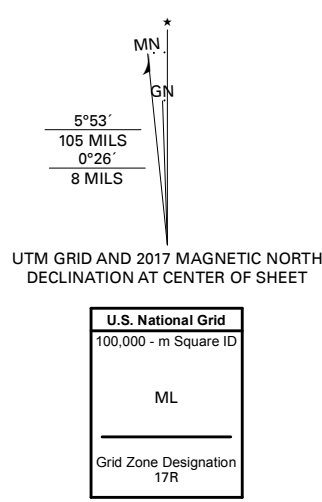 MN
GN
5°53´
105 MILS
0°26´
8 MILS
UTM GRID AND 2017 MAGNETIC NORTH
DECLINATION AT CENTER OF SHEET
U.S. National Grid
100,000 - m Square ID
ML
Grid Zone Designation
17R